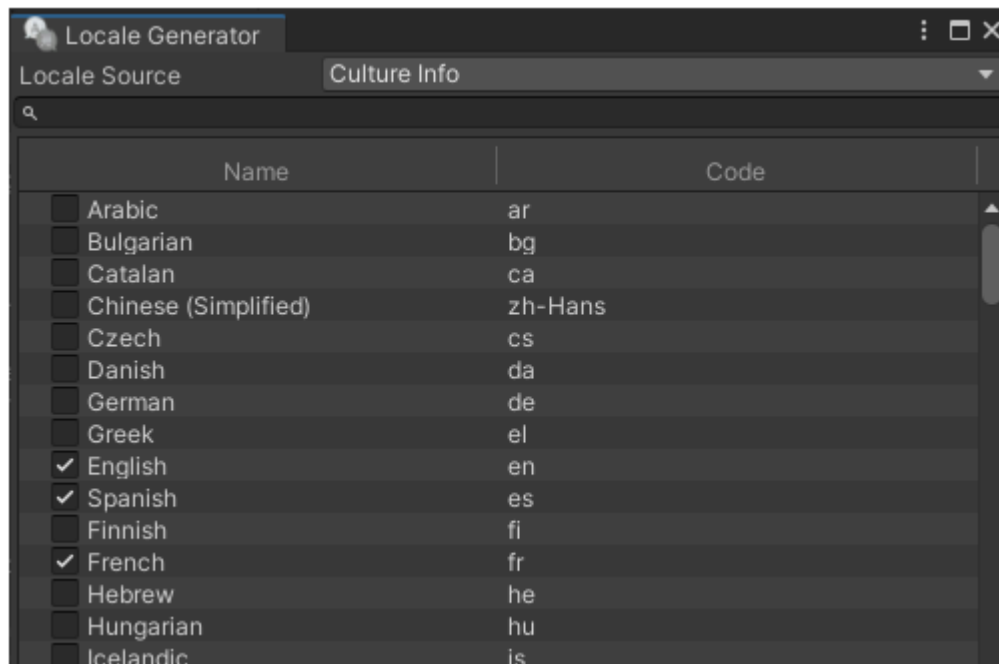 Locale Generator
Locale Source Culture Info
Name Code
Arabic ar
Bulgarian bg
Catalan ca
Chinese (Simplified) zh-Hans
Czech cs
Danish da
German de
Greek el
English en
Spanish es
Finnish fi
French fr
Hebrew he
Hungarian hu
Icelandic is